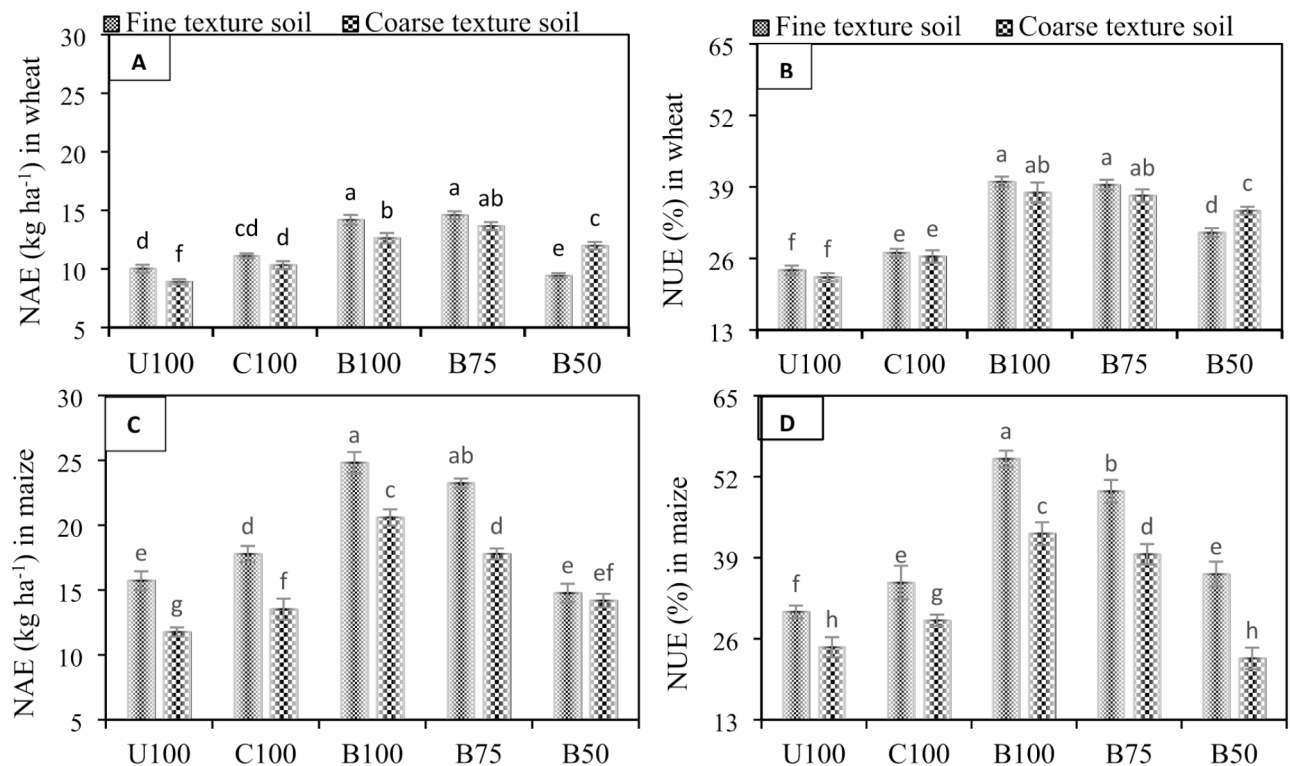 Fine texture soil Coarse texture soil
A
NAE (kg ha-1) in wheat
30
25
20
15
10
5
d f cd d a b a ab e c
U100 C100 B100 B75 B50
Fine texture soil Coarse texture soil
B
NUE (%) in wheat
65
52
39
26
13
f f e e a ab a ab d c
U100 C100 B100 B75 B50
C
NAE (kg ha-1) in maize
30
25
20
15
10
5
e g d f a c ab d e ef
U100 C100 B100 B75 B50
D
NUE (%) in maize
65
52
39
26
13
f h e g a c b d e h
U100 C100 B100 B75 B50